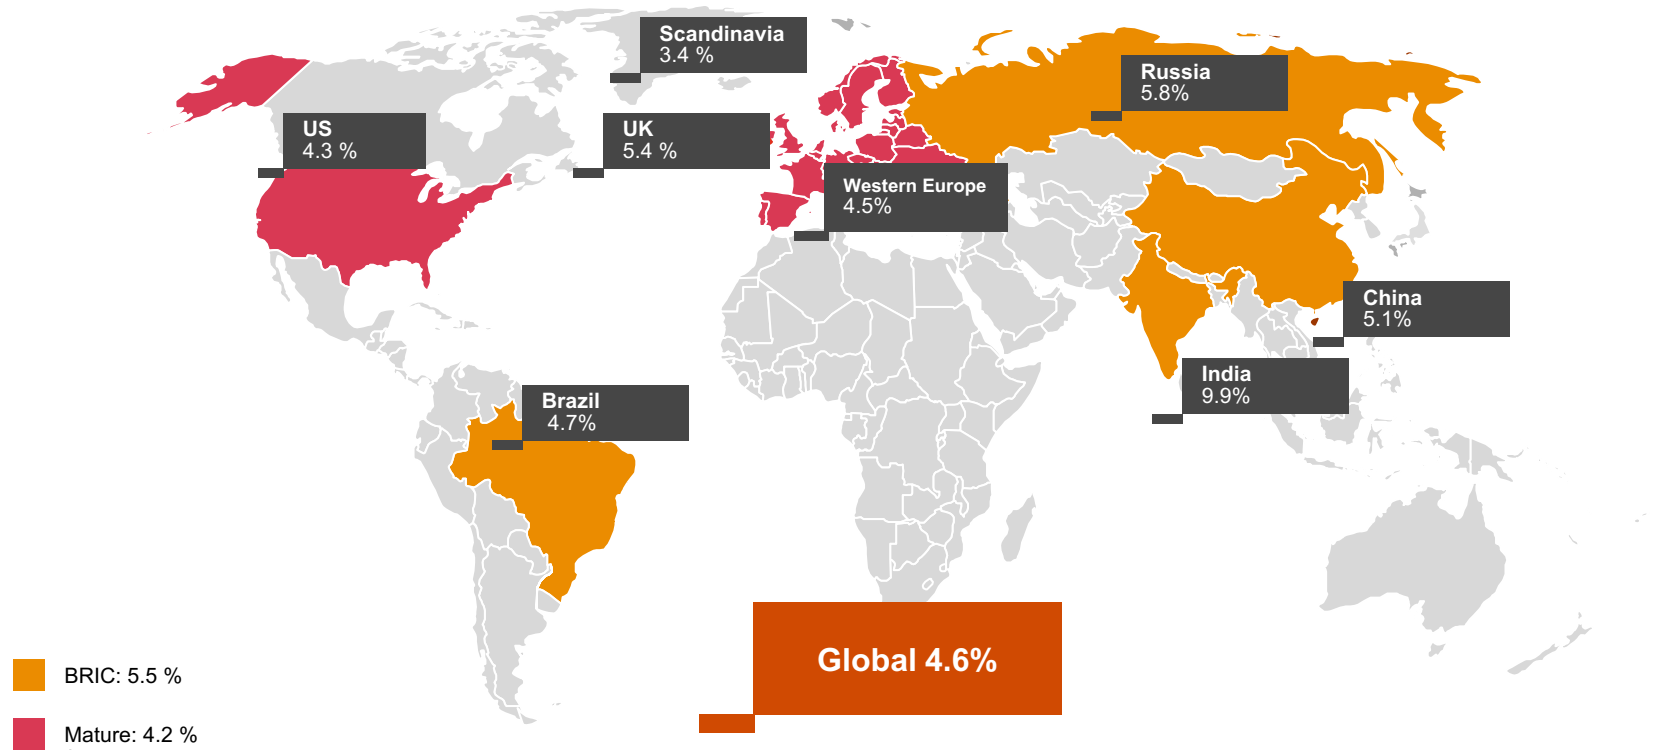 Scandinavia
3.4 %
Russia
5.8%
US
4.3 %
UK
5.4 %
Western Europe
4.5%
China
5.1%
India
9.9%
Brazil
4.7%
Global 4.6%
BRIC: 5.5 %
Mature: 4.2 %